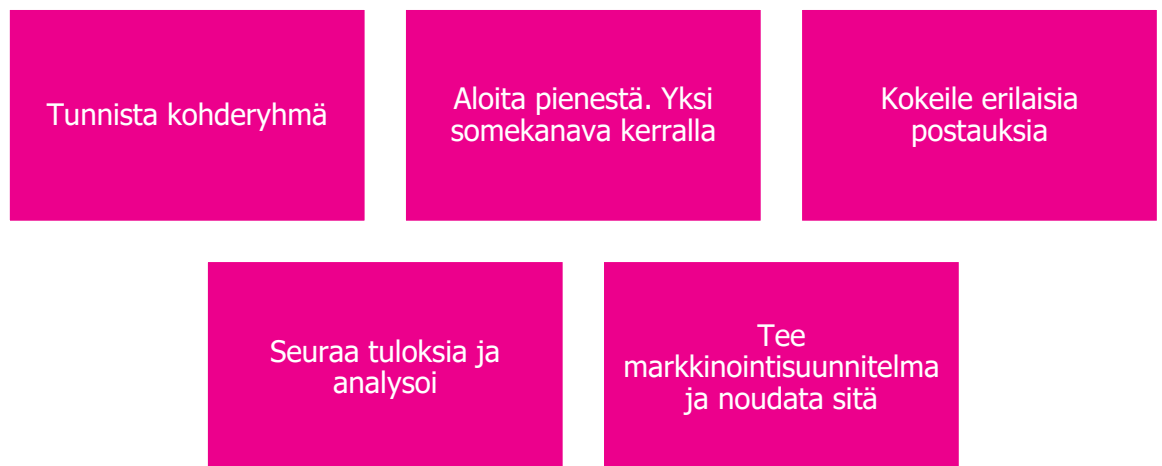 Tunnista kohderyhmä
Aloita pienestä. Yksi
somekanava kerralla
Kokeile erilaisia
postauksia
Seuraa tuloksia ja
analysoi
Tee
markkinointisuunnitelma
ja noudata sitä